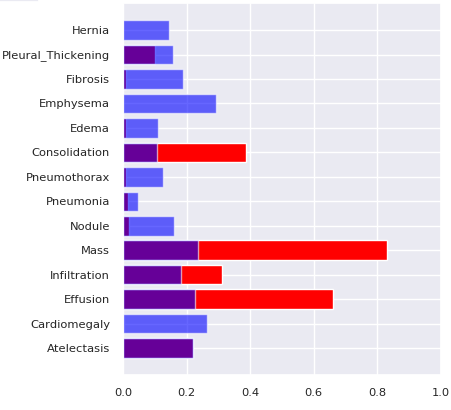 Hernia
Pleural_Thickening
Fibrosis
Emphysema
Edema
Consolidation
Pneumothorax
Pneumonia
Nodule
Mass
Infiltration
Effusion
Cardiomegaly
Atelectasis
0.0 0.2 0.4 0.6 0.8 1.0